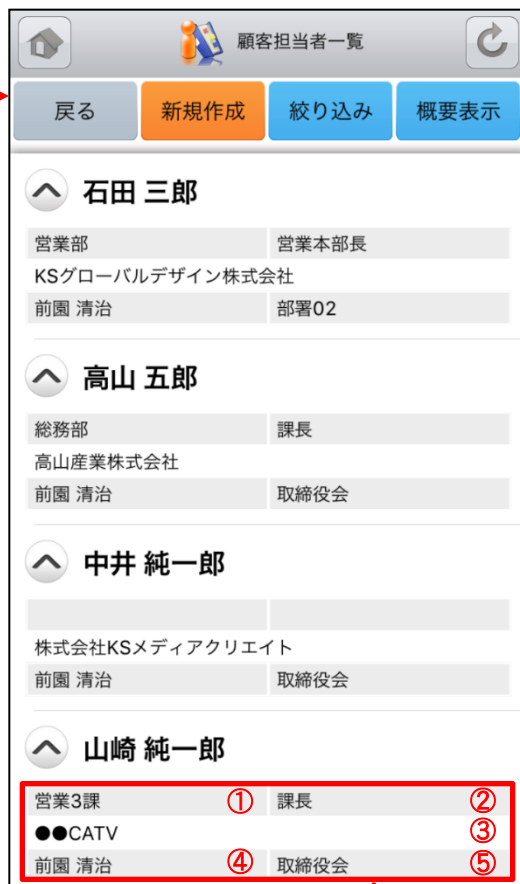 顧客担当者一覧
戻る 新規作成 絞り込み 概要表示
石田 三郎
営業部 営業本部長
KSグローバルデザイン株式会社
前園 清治 部署02
高山 五郎
総務部 課長
高山産業株式会社
前園 清治 取締役会
中井 純一郎
株式会社KSメディアクリエイト
前園 清治 取締役会
山崎 純一郎
営業3課 ① 課長 ②
●●CATV ③
前園 清治 ④ 取締役会 ⑤